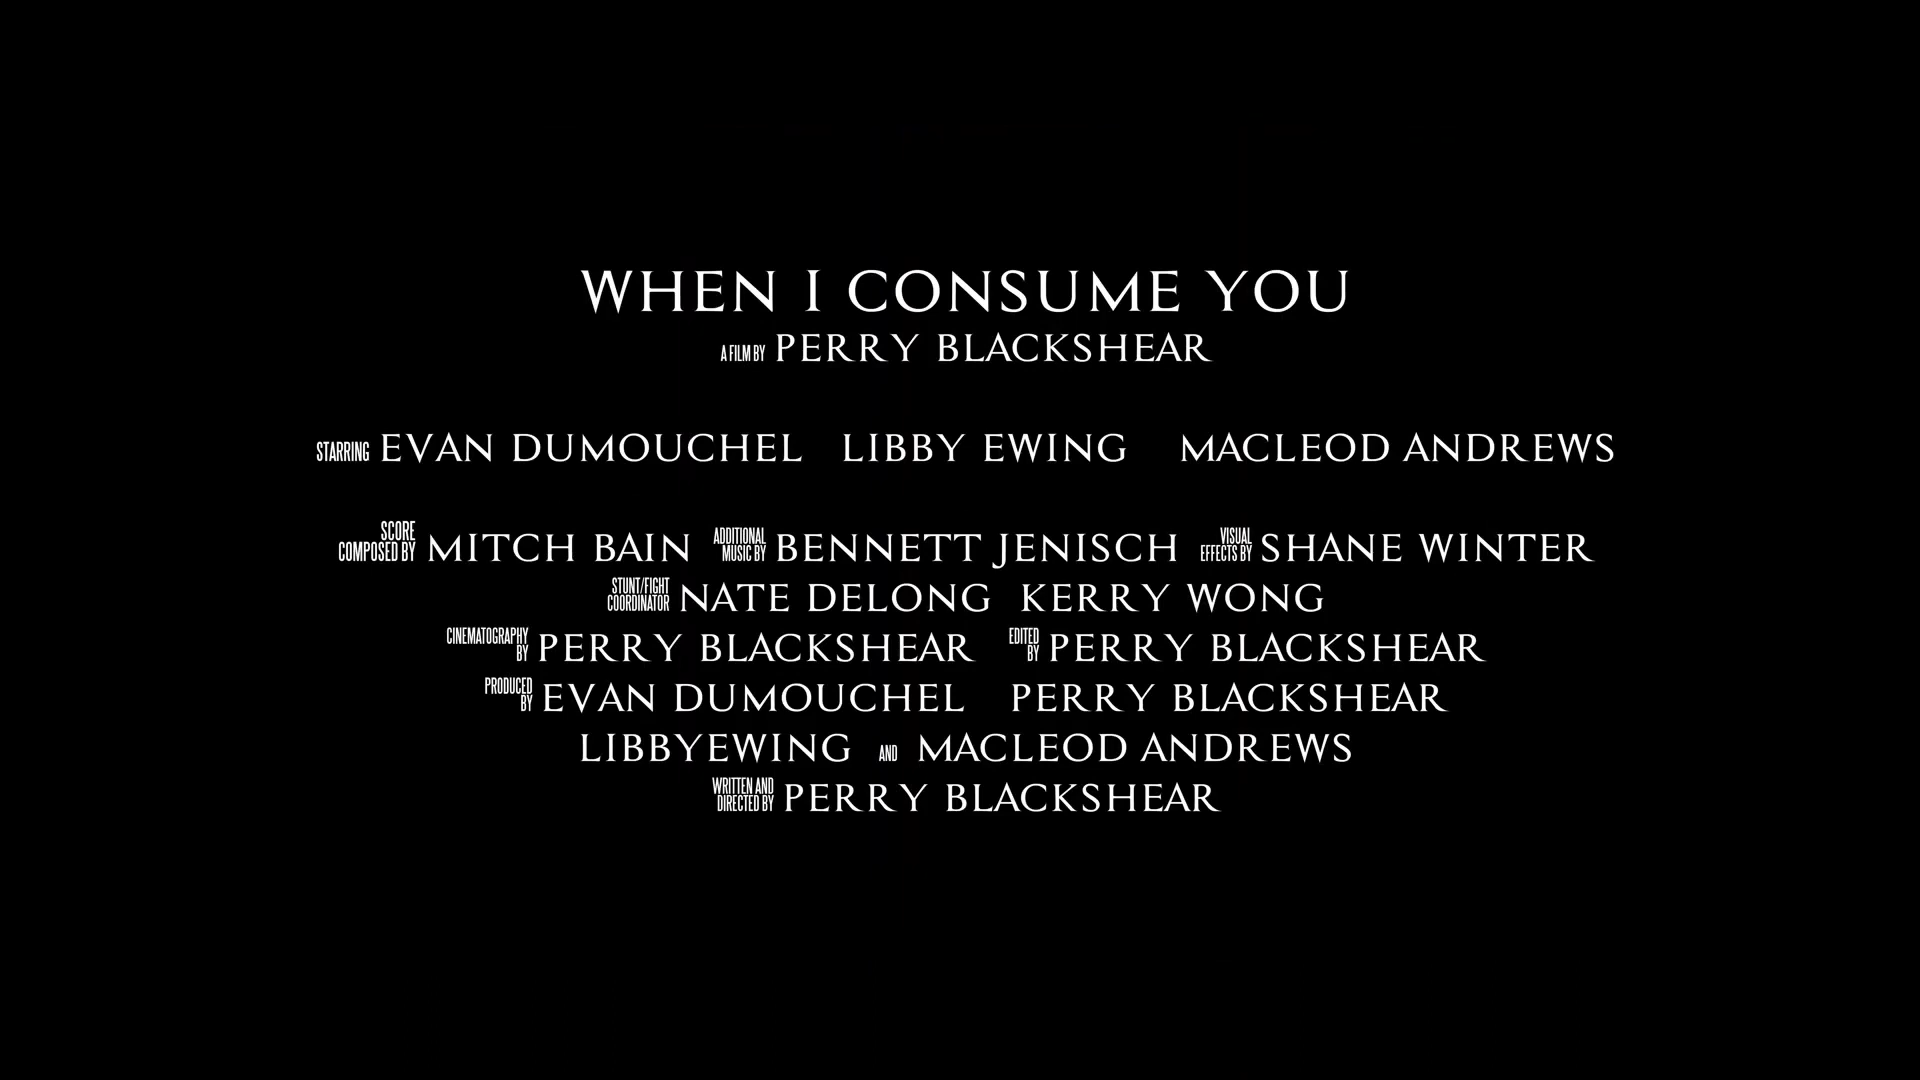 WHEN I CONSUME YOU
A FILM BY PERRY BLACKSHEAR
STARRING EVAN DUMOUCHEL LIBBY EWING MACLEOD ANDREWS
SCORE COMPOSED BY MITCH BAIN ADDITIONAL MUSIC BY BENNETT JENISCH VISUAL EFFECTS BY SHANE WINTER
STUNT/FIGHT COORDINATOR NATE DELONG KERRY WONG
CINEMATOGRAPHY BY PERRY BLACKSHEAR EDITED BY PERRY BLACKSHEAR
PRODUCED BY EVAN DUMOUCHEL PERRY BLACKSHEAR
LIBBYEWING AND MACLEOD ANDREWS
WRITTEN AND DIRECTED BY PERRY BLACKSHEAR